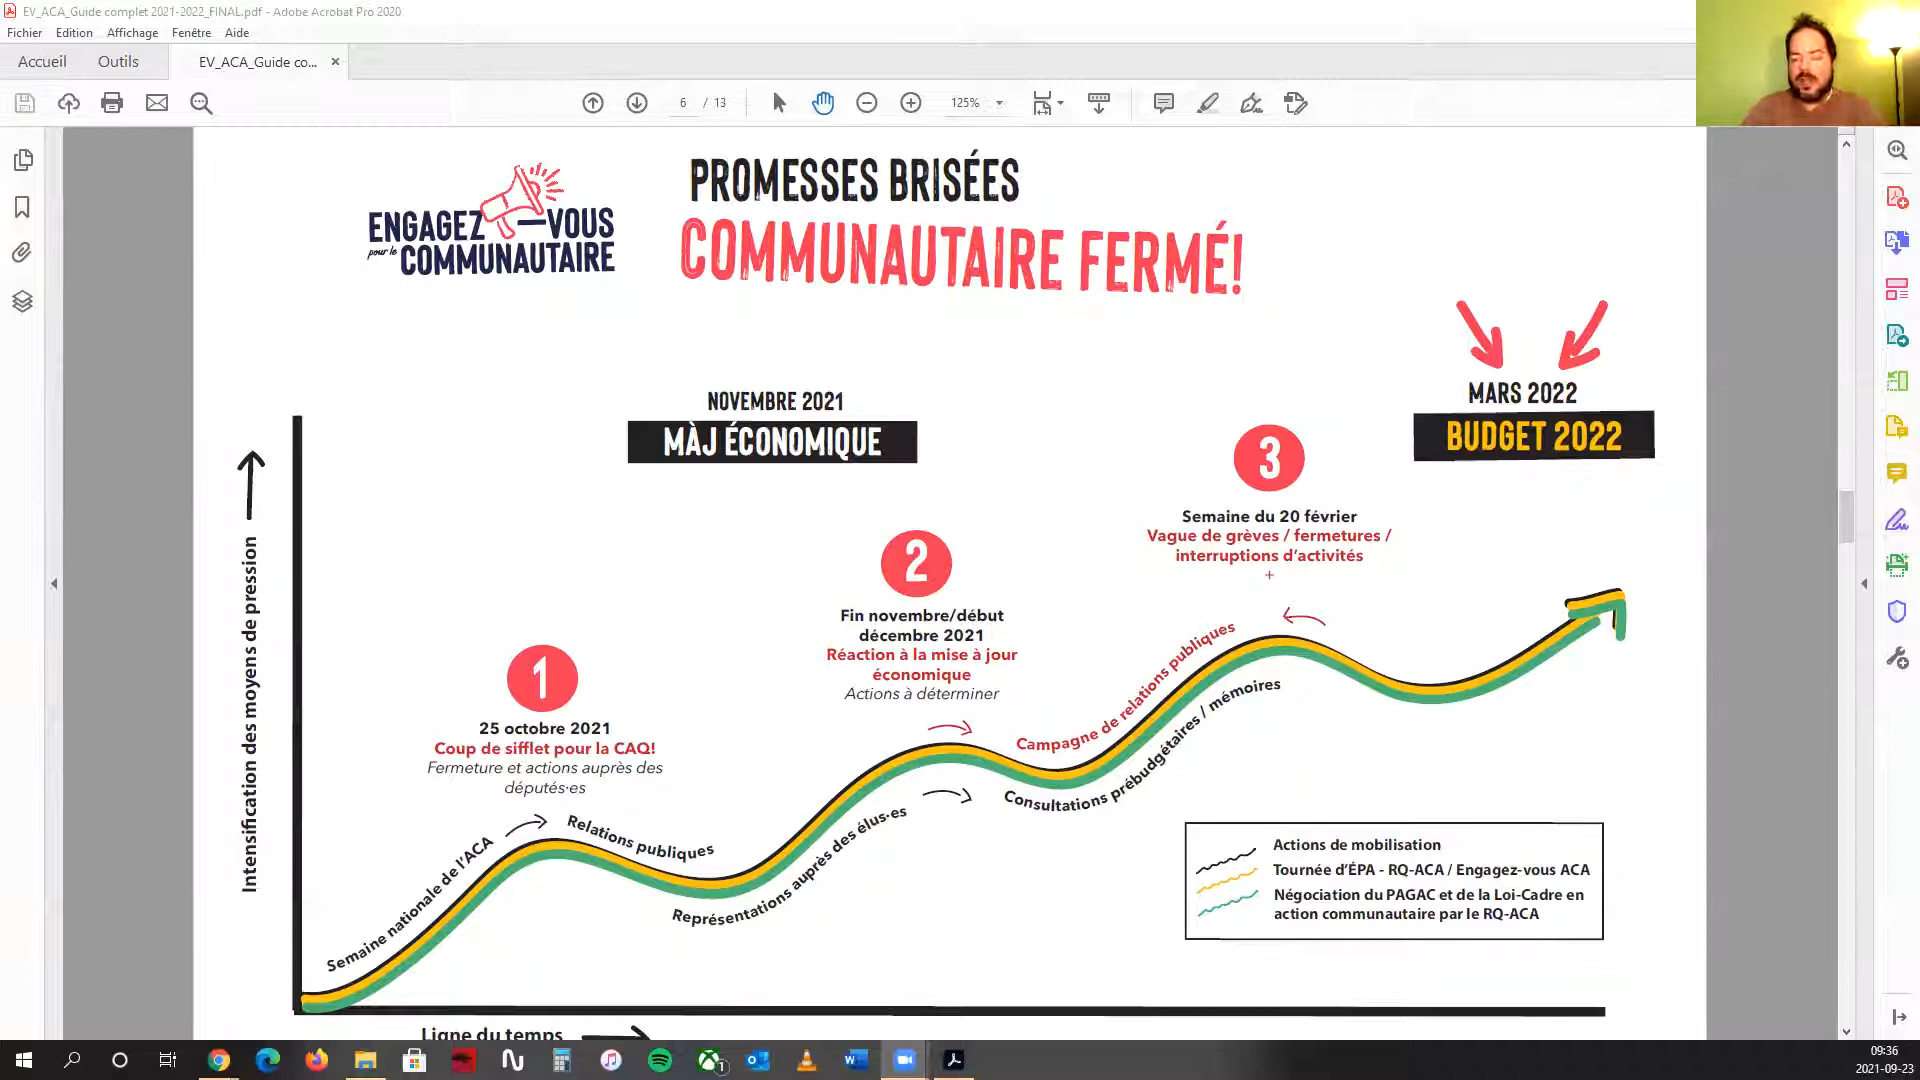 EV_ACA_Guide complet 2021-2022_FINAL.pdf - Adobe Acrobat Pro 2020
Fichier Edition Affichage Fenêtre Aide
Accueil Outils EV_ACA_Guide co... ×
6 / 13 125%
ENGAGEZ-VOUS
pour le
COMMUNAUTAIRE
PROMESSES BRISÉES
COMMUNAUTAIRE FERMÉ!
MARS 2022
BUDGET 2022
NOVEMBRE 2021
MÀJ ÉCONOMIQUE
3
Semaine du 20 février
Vague de grèves / fermetures /
interruptions d'activités
+
2
Fin novembre/début
décembre 2021
Réaction à la mise à jour
économique
Actions à déterminer
1
25 octobre 2021
Coup de sifflet pour la CAQ!
Fermeture et actions auprès des
députés·es
Intensification des moyens de pression
Semaine nationale de l'ACA
Relations publiques
Représentations auprès des élus·es
Campagne de relations publiques
Consultations prébudgétaires / mémoires
Actions de mobilisation
Tournée d'ÉPA - RQ-ACA / Engagez-vous ACA
Négociation du PAGAC et de la Loi-Cadre en
action communautaire par le RQ-ACA
Ligne du temps
09:36
2021-09-23